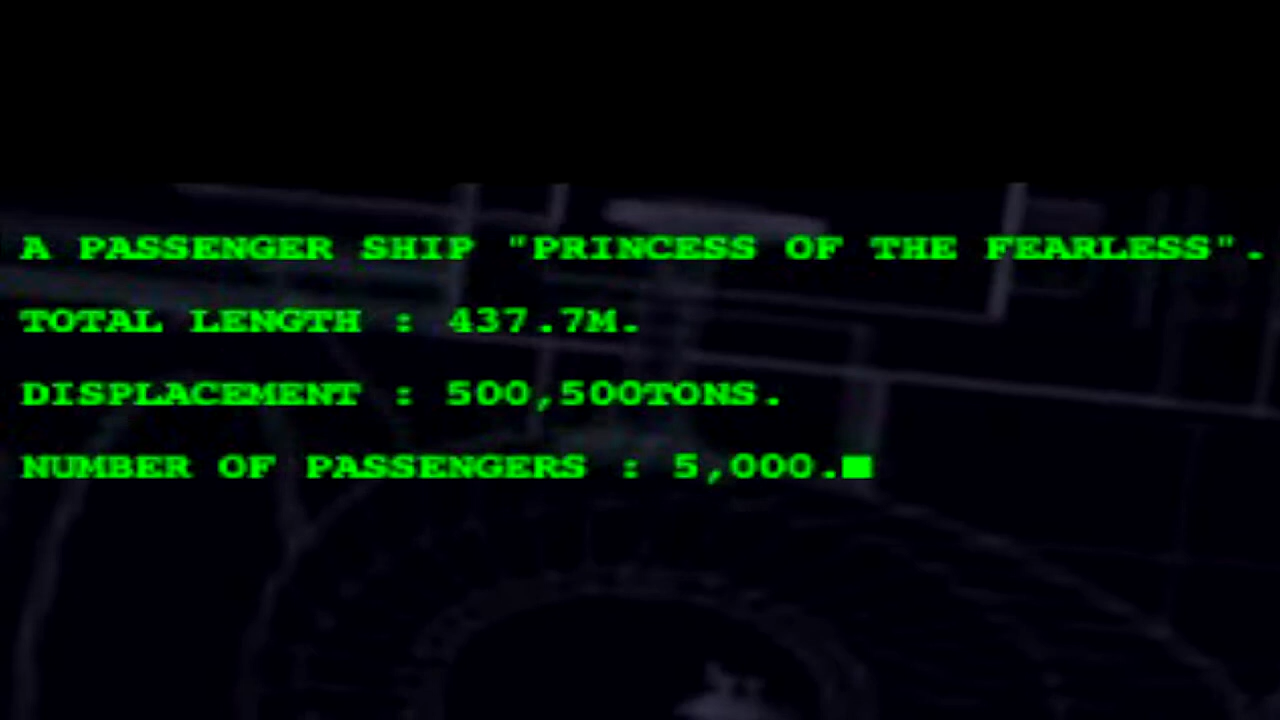 A PASSENGER SHIP "PRINCESS OF THE FEARLESS".
TOTAL LENGTH : 437.7M.
DISPLACEMENT : 500,500TONS.
NUMBER OF PASSENGERS : 5,000.